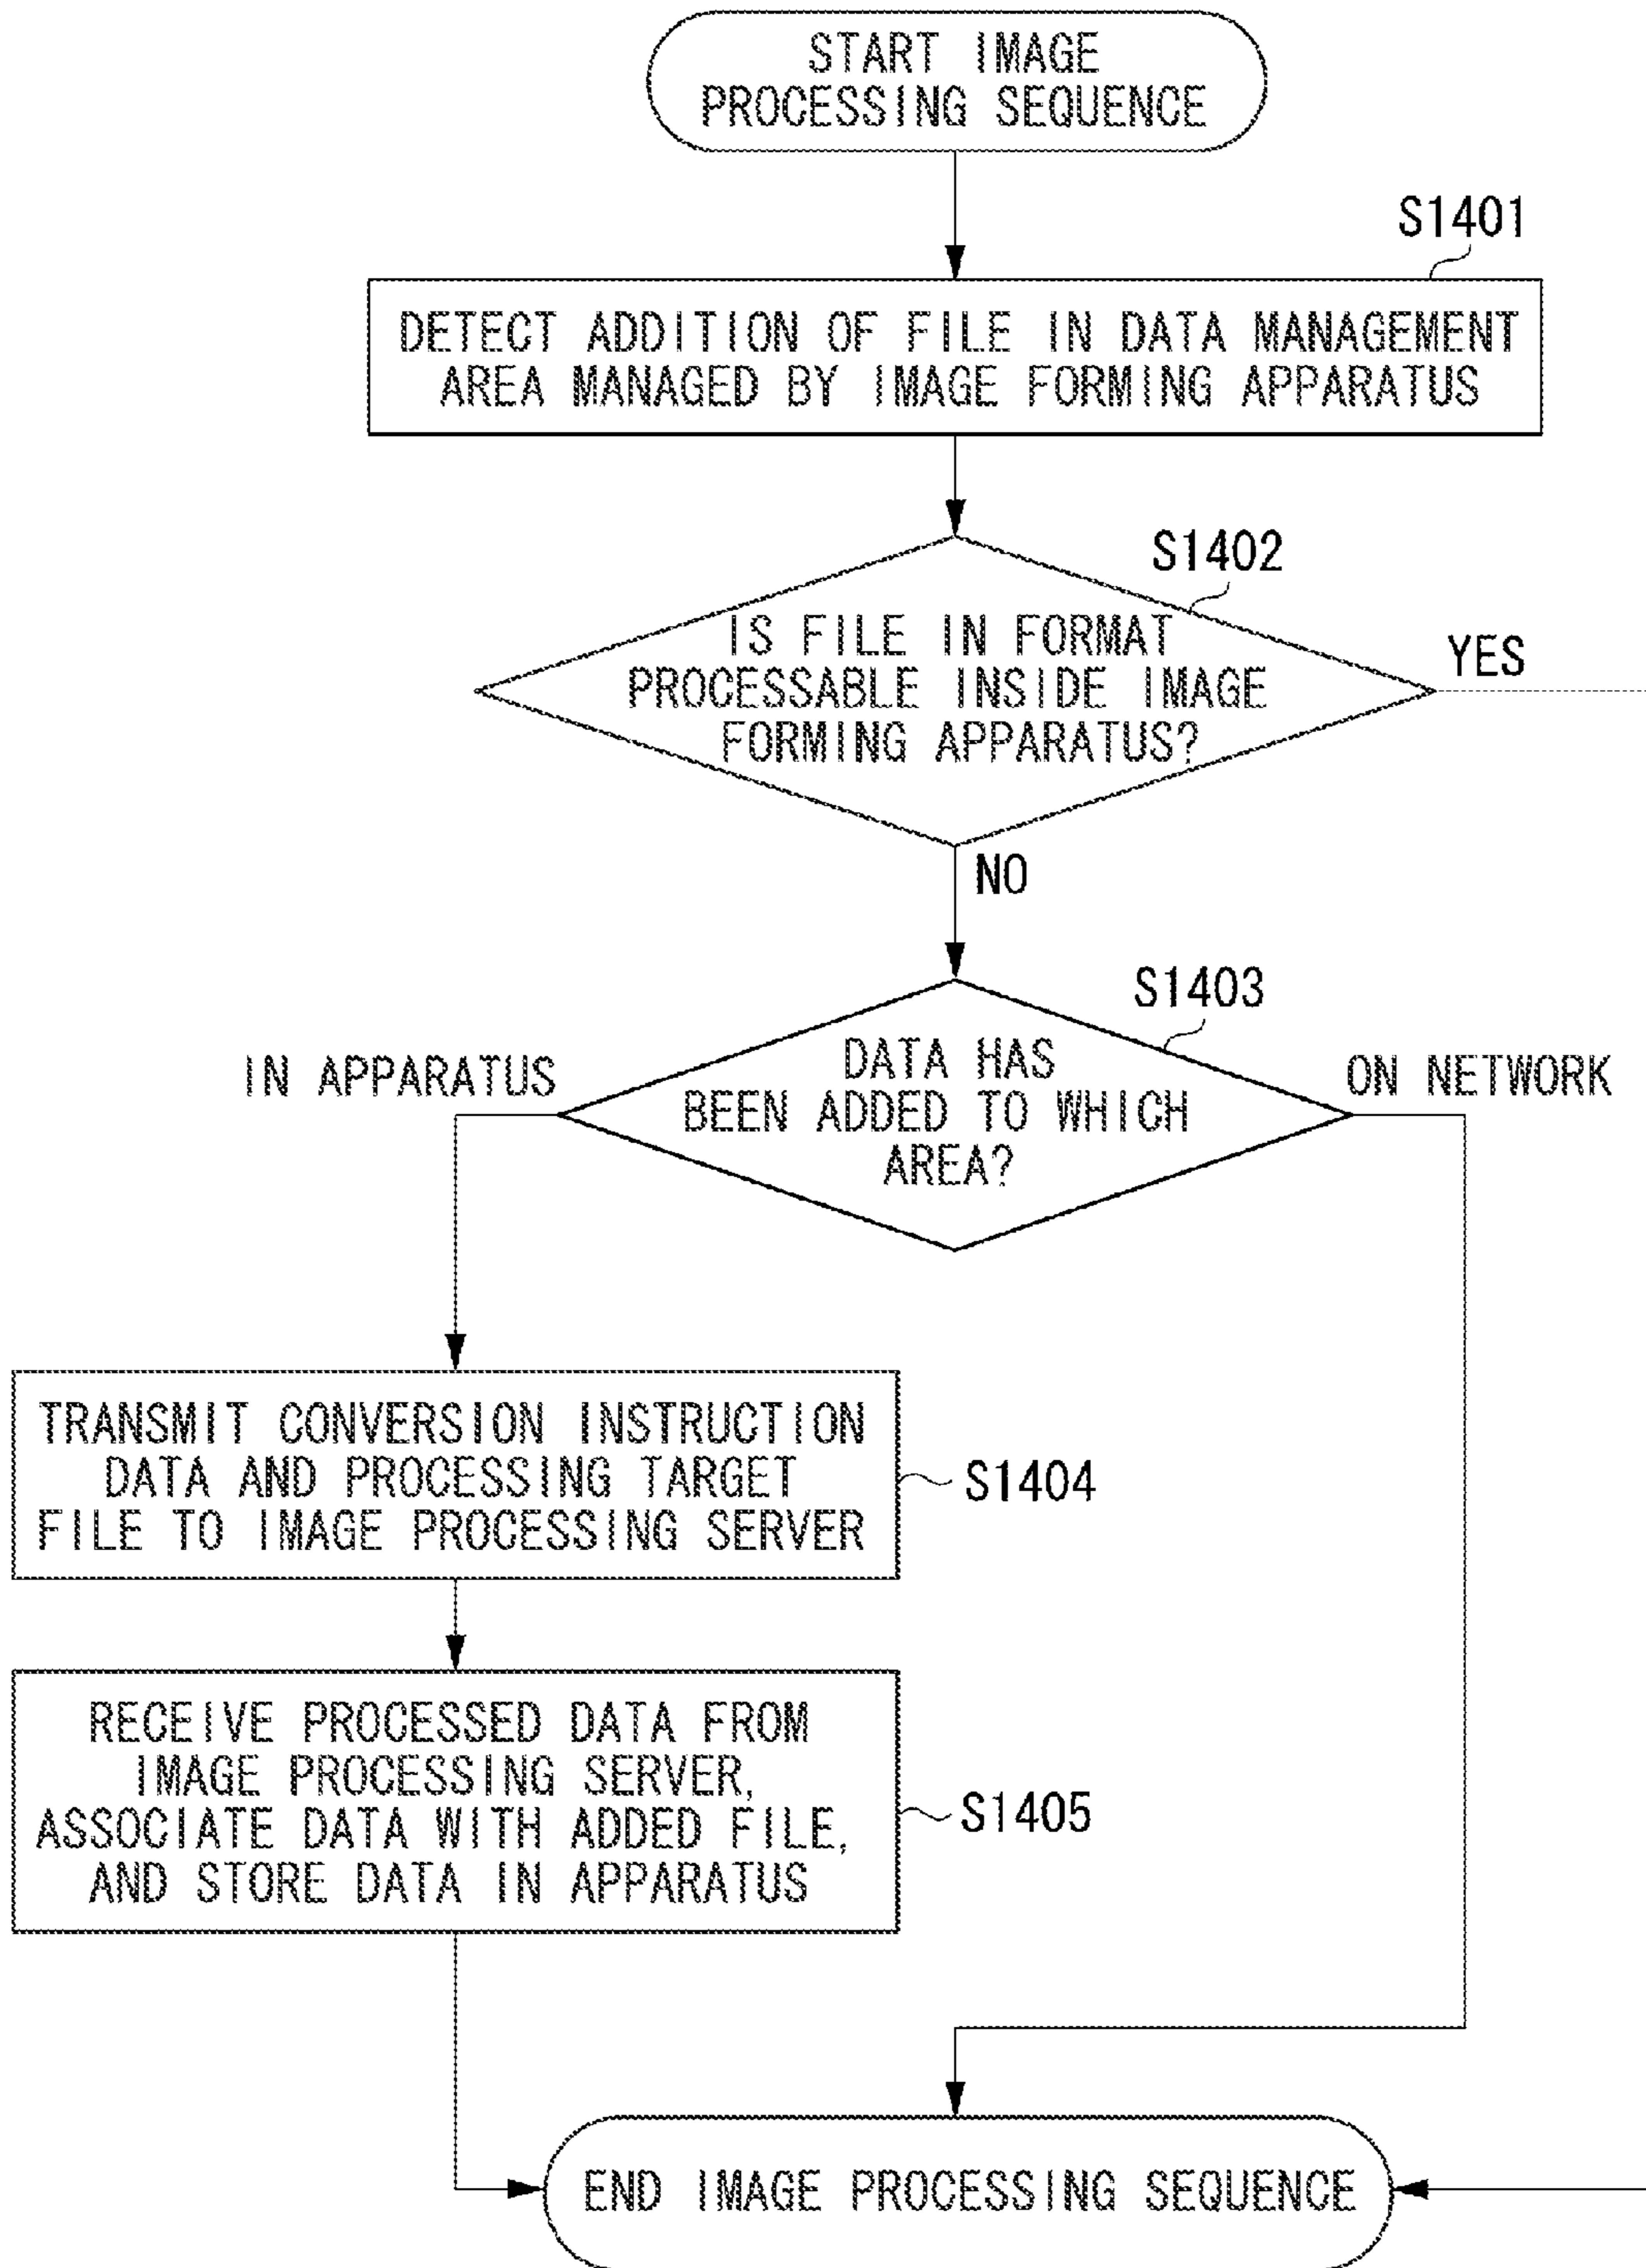 START IMAGE
PROCESSING SEQUENCE
S1401
DETECT ADDITION OF FILE IN DATA MANAGEMENT
AREA MANAGED BY IMAGE FORMING APPARATUS
S1402
IS FILE IN FORMAT
PROCESSABLE INSIDE IMAGE
FORMING APPARATUS?
YES
NO
S1403
DATA HAS
BEEN ADDED TO WHICH
AREA?
IN APPARATUS
ON NETWORK
TRANSMIT CONVERSION INSTRUCTION
DATA AND PROCESSING TARGET
FILE TO IMAGE PROCESSING SERVER
S1404
RECEIVE PROCESSED DATA FROM
IMAGE PROCESSING SERVER,
ASSOCIATE DATA WITH ADDED FILE,
AND STORE DATA IN APPARATUS
S1405
END IMAGE PROCESSING SEQUENCE